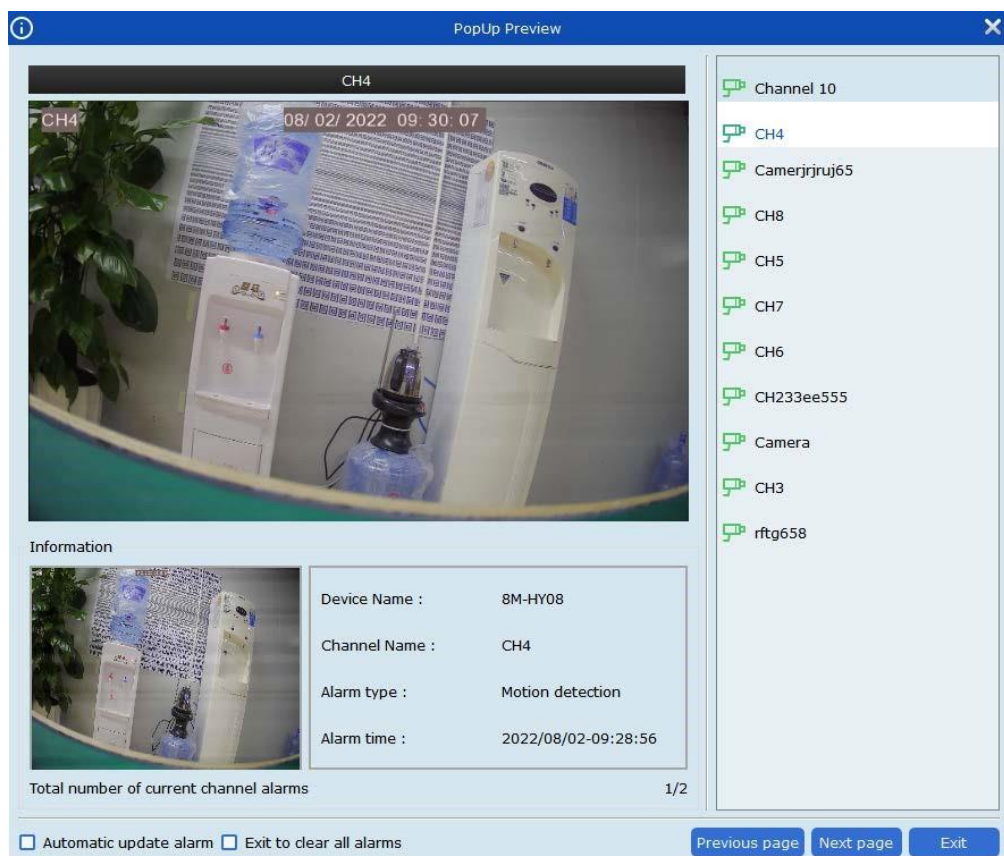 PopUp Preview
CH4
CH4 08/ 02/ 2022 09: 30: 07
Information
Device Name : 8M-HY08
Channel Name : CH4
Alarm type : Motion detection
Alarm time : 2022/08/02-09:28:56
Total number of current channel alarms 1/2
Automatic update alarm
Exit to clear all alarms
Previous page
Next page
Exit
Channel 10
CH4
Camerjrjruj65
CH8
CH5
CH7
CH6
CH233ee555
Camera
CH3
rftg658